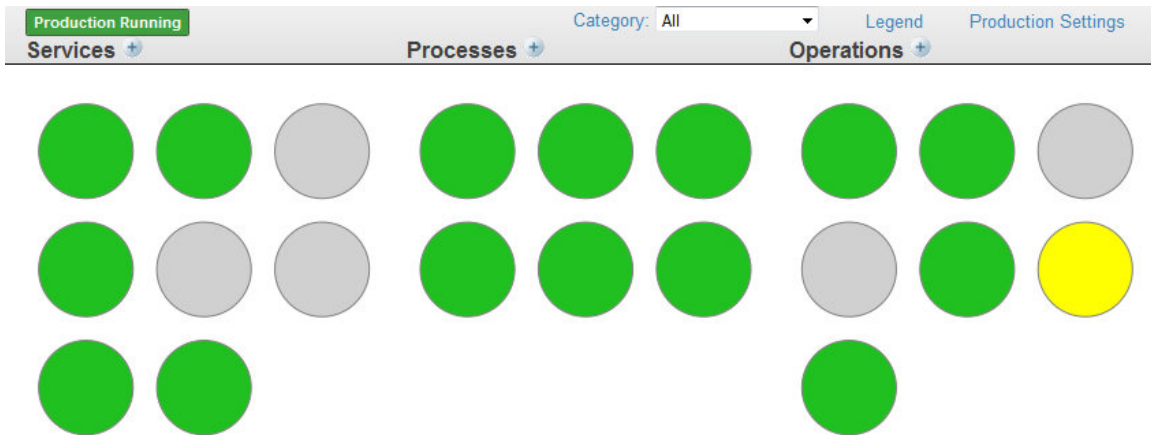 Production Running
Category: All
Legend
Production Settings
Services
Processes
Operations